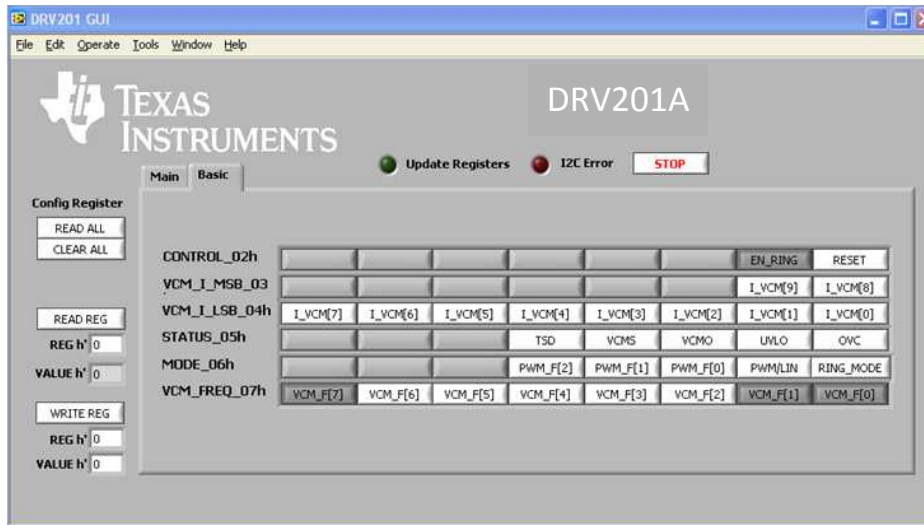 DRV201 GUI
File Edit Operate Tools Window Help
TEXAS INSTRUMENTS
DRV201A
Update Registers I2C Error STOP
Main Basic
Config Register
READ ALL
CLEAR ALL
READ REG
REG h' 0
VALUE h' 0
WRITE REG
REG h' 0
VALUE h' 0
CONTROL_02h EN_RING RESET
VCM_I_MSB_03 I_VCM[9] I_VCM[8]
VCM_I_LSB_04h I_VCM[7] I_VCM[6] I_VCM[5] I_VCM[4] I_VCM[3] I_VCM[2] I_VCM[1] I_VCM[0]
STATUS_05h TSD VCMS VCMO UVLO OVC
MODE_06h PWM_F[2] PWM_F[1] PWM_F[0] PWM/LIN RING_MODE
VCM_FREQ_07h VCM_F[7] VCM_F[6] VCM_F[5] VCM_F[4] VCM_F[3] VCM_F[2] VCM_F[1] VCM_F[0]